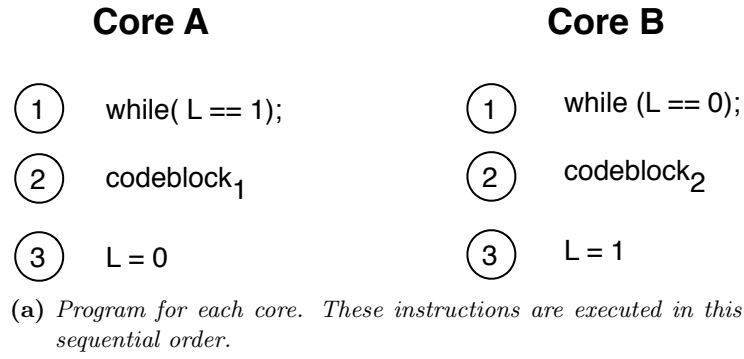 Core A Core B
1 while( L == 1); 1 while (L == 0);
2 codeblock1 2 codeblock2
3 L = 0 3 L = 1
(a) Program for each core. These instructions are executed in this
sequential order.